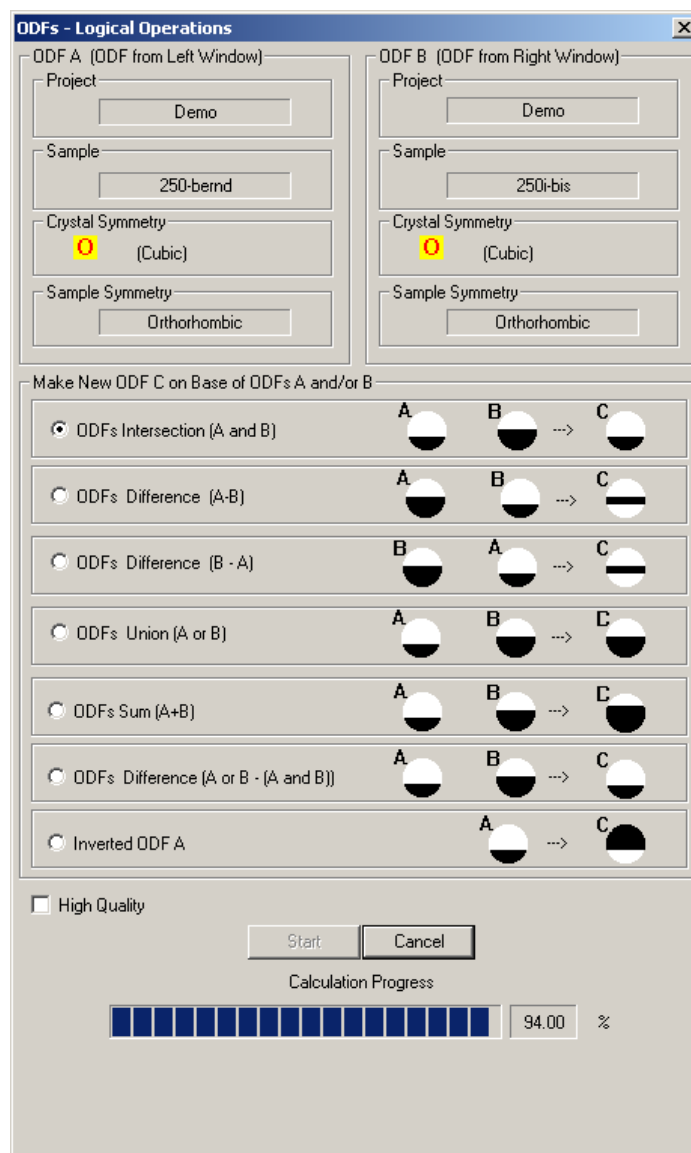 ODFs - Logical Operations
ODF A (ODF from Left Window)
Project
Demo
Sample
250-bernd
Crystal Symmetry
O (Cubic)
Sample Symmetry
Orthorhombic
ODF B (ODF from Right Window)
Project
Demo
Sample
250i-bis
Crystal Symmetry
O (Cubic)
Sample Symmetry
Orthorhombic
Make New ODF C on Base of ODFs A and/or B
ODFs Intersection (A and B) A B ---> C
ODFs Difference (A-B) A B ---> C
ODFs Difference (B - A) B A ---> C
ODFs Union (A or B) A B ---> C
ODFs Sum (A+B) A B ---> C
ODFs Difference (A or B - (A and B)) A B ---> C
Inverted ODF A A ---> C
High Quality
Start Cancel
Calculation Progress
94.00 %